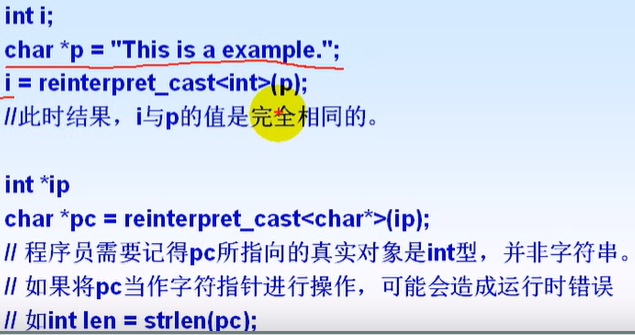 int i;
char *p = "This is a example.";
i = reinterpret_cast<int>(p);
//此时结果，i与p的值是完全相同的。
int *ip
char *pc = reinterpret_cast<char*>(ip);
// 程序员需要记得pc所指向的真实对象是int型，并非字符串。
// 如果将pc当作字符指针进行操作，可能会造成运行时错误
// 如int len = strlen(pc);